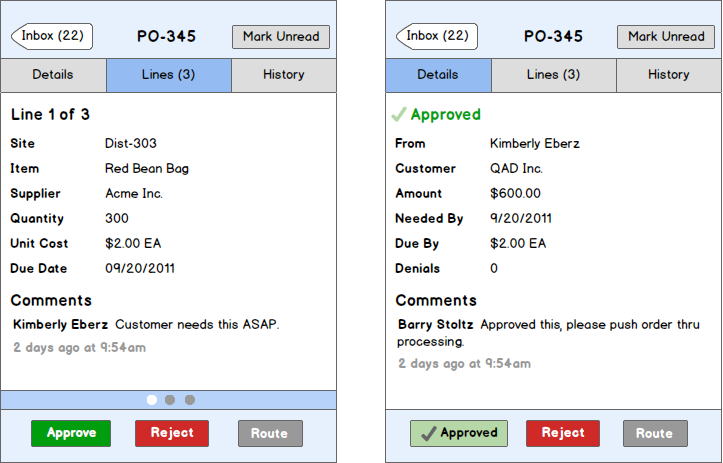 Inbox (22) PO-345 Mark Unread
Details Lines (3) History
Line 1 of 3
Site Dist-303
Item Red Bean Bag
Supplier Acme Inc.
Quantity 300
Unit Cost $2.00 EA
Due Date 09/20/2011
Comments
Kimberly Eberz Customer needs this ASAP.
2 days ago at 9:54am
Approve Reject Route
Inbox (22) PO-345 Mark Unread
Details Lines (3) History
Approved
From Kimberly Eberz
Customer QAD Inc.
Amount $600.00
Needed By 9/20/2011
Due By $2.00 EA
Denials 0
Comments
Barry Stoltz Approved this, please push order thru
processing.
2 days ago at 9:54am
Approved Reject Route